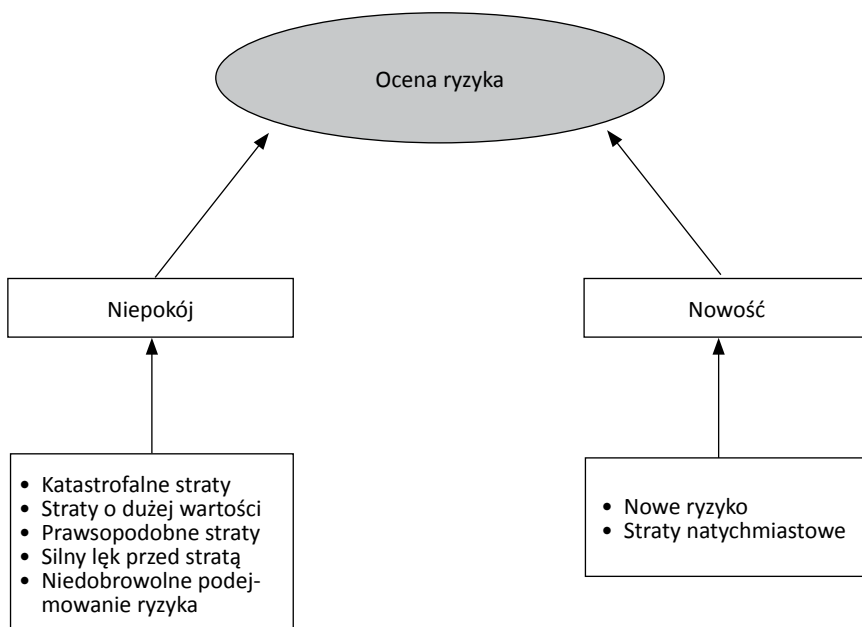 Ocena ryzyka
Niepokój
Nowość
• Katastrofalne straty
• Straty o dużej wartości
• Prawsopodobne straty
• Silny lęk przed stratą
• Niedobrowolne podej-
mowanie ryzyka
• Nowe ryzyko
• Straty natychmiastowe